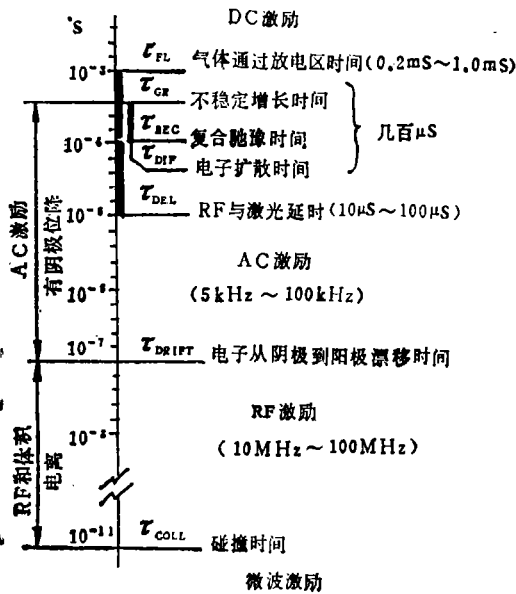 DC激励
°S
τFL 气体通过放电区时间(0.2mS～1.0mS)
10⁻³
τGR 不稳定增长时间
τREC 复合驰豫时间
几百μS
10⁻⁴
τDIF 电子扩散时间
τDEL RF与激光延时(10μS～100μS)
10⁻⁵
AC激励
有阴极位降
AC激励
10⁻⁶
(5kHz～100kHz)
10⁻⁷
τDRIFT 电子从阴极到阳极漂移时间
RF激励
10⁻⁸
(10MHz～100MHz)
RF和体积
电离
10⁻¹¹
τCOLL 碰撞时间
微波激励